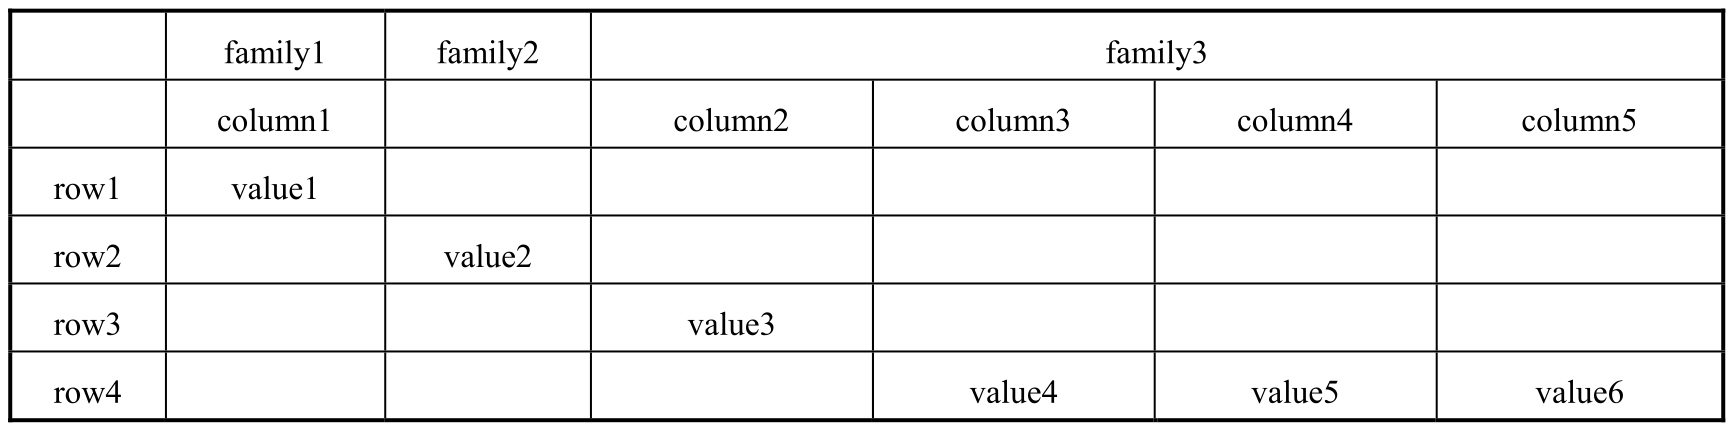 family1 family2 family3
column1 column2 column3 column4 column5
row1 value1
row2 value2
row3 value3
row4 value4 value5 value6